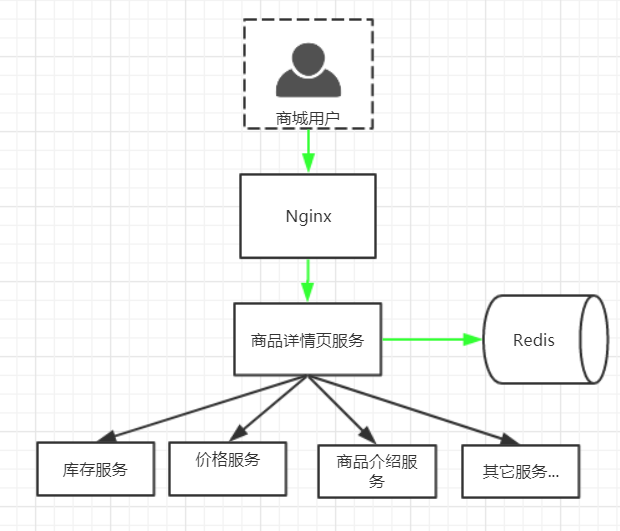 商城用户
Nginx
商品详情页服务
Redis
库存服务
价格服务
商品介绍服
务
其它服务...